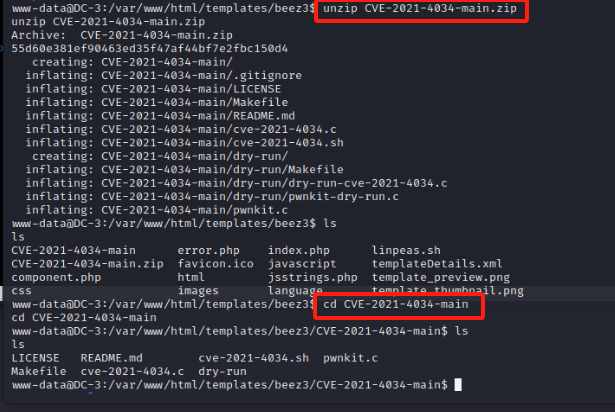 www-data@DC-3:/var/www/html/templates/beez3$ unzip CVE-2021-4034-main.zip
unzip CVE-2021-4034-main.zip
Archive:  CVE-2021-4034-main.zip
55d60e381ef90463ed35f47af44bf7e2fbc150d4
   creating: CVE-2021-4034-main/
  inflating: CVE-2021-4034-main/.gitignore
  inflating: CVE-2021-4034-main/LICENSE
  inflating: CVE-2021-4034-main/Makefile
  inflating: CVE-2021-4034-main/README.md
  inflating: CVE-2021-4034-main/cve-2021-4034.c
  inflating: CVE-2021-4034-main/cve-2021-4034.sh
   creating: CVE-2021-4034-main/dry-run/
  inflating: CVE-2021-4034-main/dry-run/Makefile
  inflating: CVE-2021-4034-main/dry-run/dry-run-cve-2021-4034.c
  inflating: CVE-2021-4034-main/dry-run/pwnkit-dry-run.c
  inflating: CVE-2021-4034-main/pwnkit.c
www-data@DC-3:/var/www/html/templates/beez3$ ls
ls
CVE-2021-4034-main      error.php    index.php      linpeas.sh
CVE-2021-4034-main.zip  favicon.ico  javascript     templateDetails.xml
component.php           html         jsstrings.php  template_preview.png
css                     images       language       template_thumbnail.png
www-data@DC-3:/var/www/html/templates/beez3$ cd CVE-2021-4034-main
cd CVE-2021-4034-main
www-data@DC-3:/var/www/html/templates/beez3/CVE-2021-4034-main$ ls
ls
LICENSE   README.md        cve-2021-4034.sh  pwnkit.c
Makefile  cve-2021-4034.c  dry-run
www-data@DC-3:/var/www/html/templates/beez3/CVE-2021-4034-main$